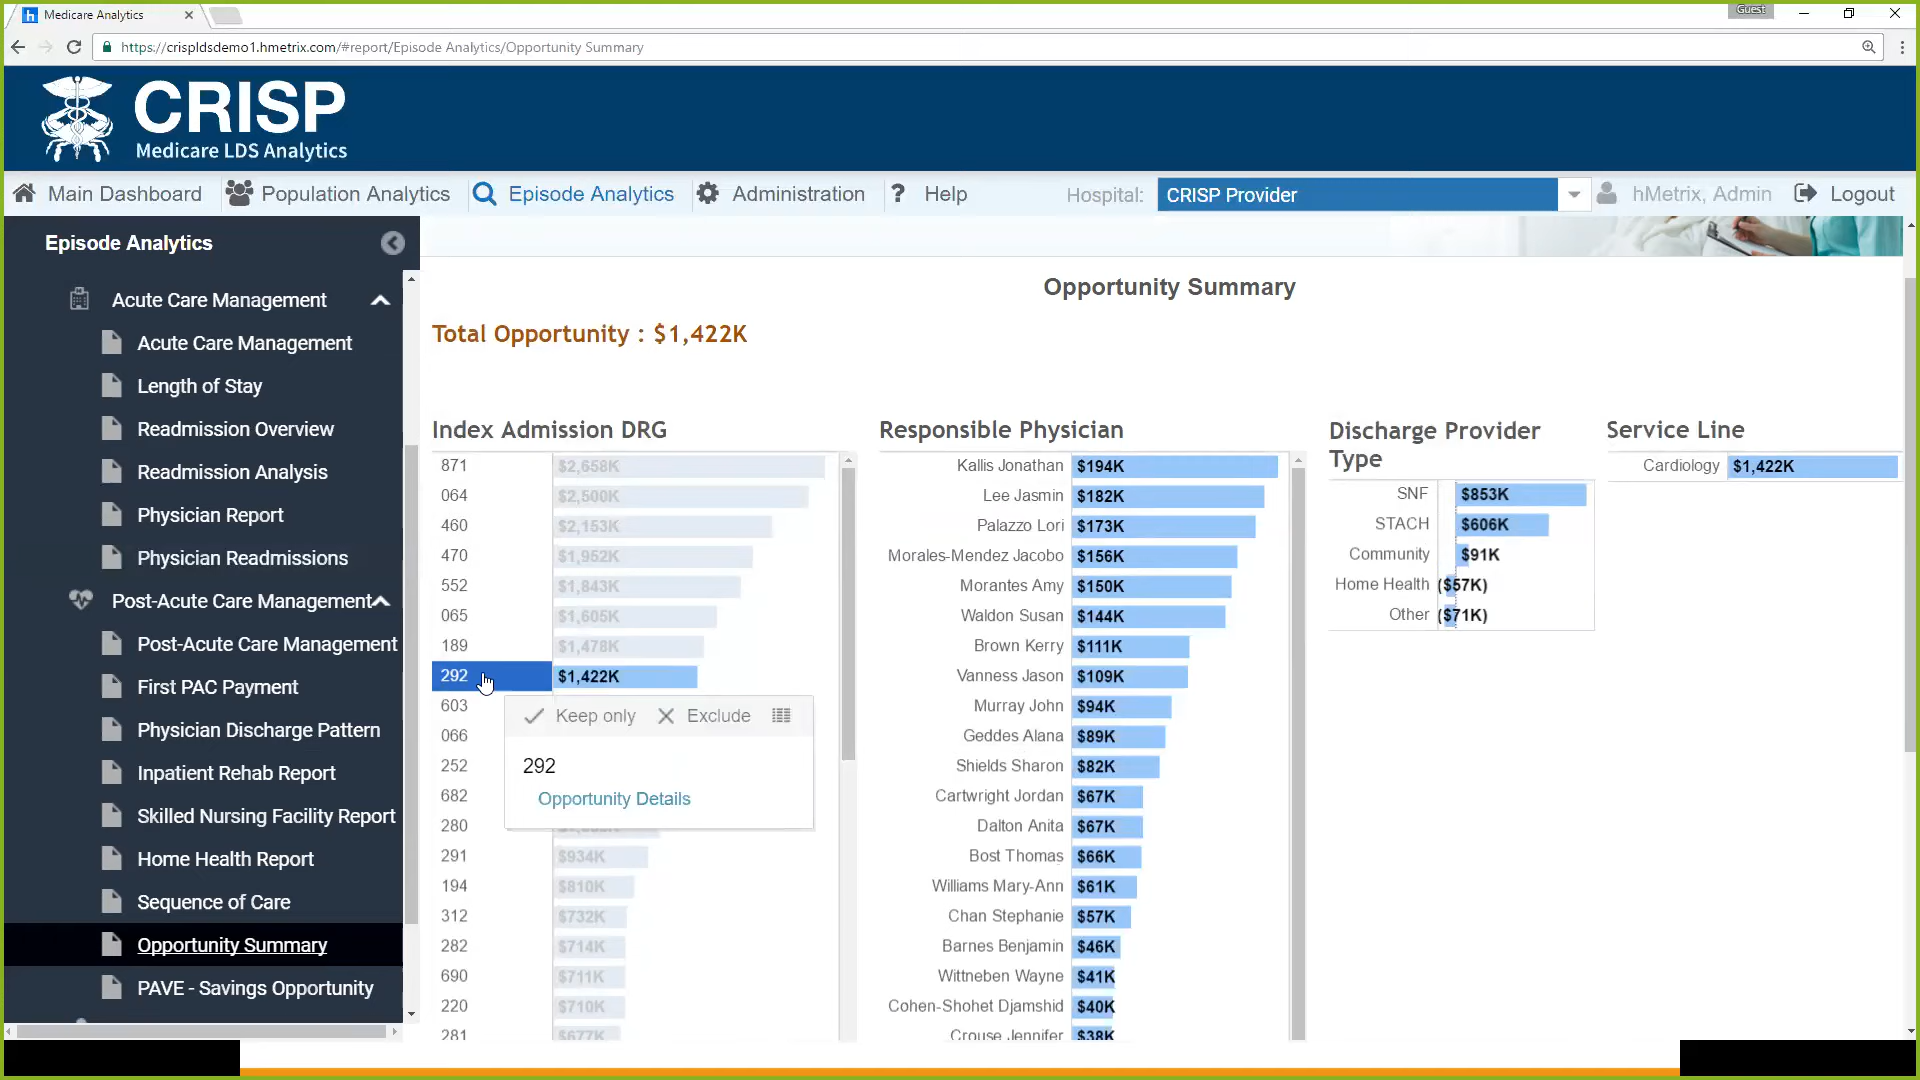 Medicare Analytics
Guest
https://crispldsdemo1.hmetrix.com/#report/Episode Analytics/Opportunity Summary
CRISP
Medicare LDS Analytics
Main Dashboard
Population Analytics
Episode Analytics
Administration
? Help
Hospital:
CRISP Provider
hMetrix, Admin
Logout
Episode Analytics
Acute Care Management
Acute Care Management
Length of Stay
Readmission Overview
Readmission Analysis
Physician Report
Physician Readmissions
Post-Acute Care Management
Post-Acute Care Management
First PAC Payment
Physician Discharge Pattern
Inpatient Rehab Report
Skilled Nursing Facility Report
Home Health Report
Sequence of Care
Opportunity Summary
PAVE - Savings Opportunity
Opportunity Summary
Total Opportunity : $1,422K
Index Admission DRG
871 $2,658K
064 $2,500K
460 $2,153K
470 $1,952K
552 $1,843K
065 $1,605K
189 $1,478K
292 $1,422K
603
066
252
682
280
291 $934K
194 $810K
312 $732K
282 $714K
690 $711K
220 $710K
281 $677K
Keep only
Exclude
292
Opportunity Details
Responsible Physician
Kallis Jonathan $194K
Lee Jasmin $182K
Palazzo Lori $173K
Morales-Mendez Jacobo $156K
Morantes Amy $150K
Waldon Susan $144K
Brown Kerry $111K
Vanness Jason $109K
Murray John $94K
Geddes Alana $89K
Shields Sharon $82K
Cartwright Jordan $67K
Dalton Anita $67K
Bost Thomas $66K
Williams Mary-Ann $61K
Chan Stephanie $57K
Barnes Benjamin $46K
Wittneben Wayne $41K
Cohen-Shohet Djamshid $40K
Crouse Jennifer $38K
Discharge Provider
Type
SNF $853K
STACH $606K
Community $91K
Home Health ($57K)
Other ($71K)
Service Line
Cardiology $1,422K